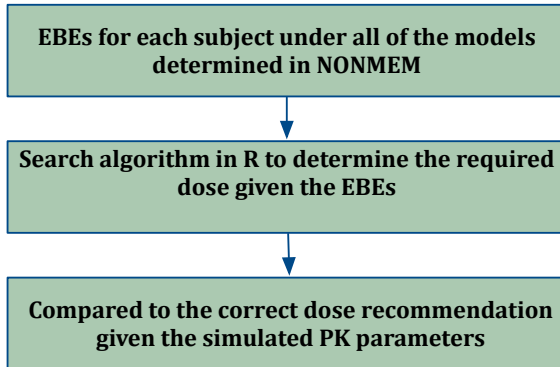 EBEs for each subject under all of the models
determined in NONMEM
Search algorithm in R to determine the required
dose given the EBEs
Compared to the correct dose recommendation
given the simulated PK parameters